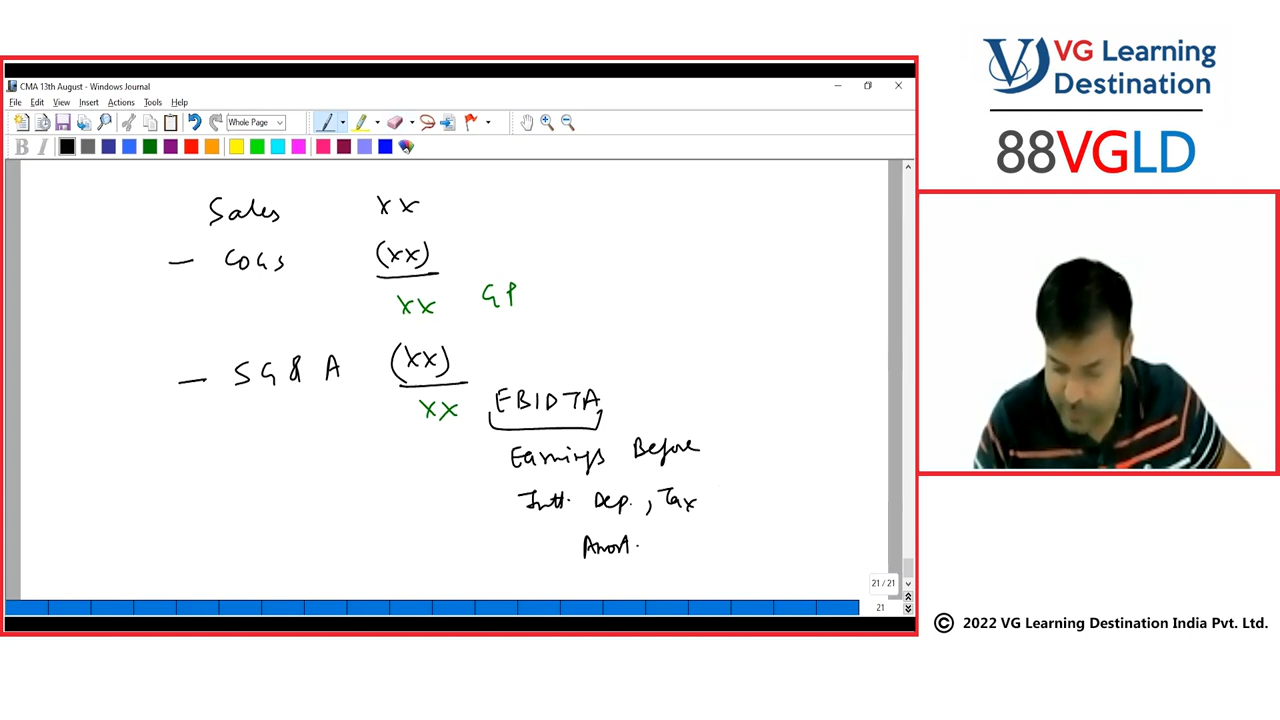 VG Learning
Destination
88VGLD
CMA 13th August - Windows Journal
File Edit View Insert Actions Tools Help
Whole Page
B I
Sales xx
— COGS (xx)
xx GP
— SG & A (xx)
xx EBIDTA
Earnings Before
Intt. Dep., Tax
Amort.
21 / 21
21
© 2022 VG Learning Destination India Pvt. Ltd.